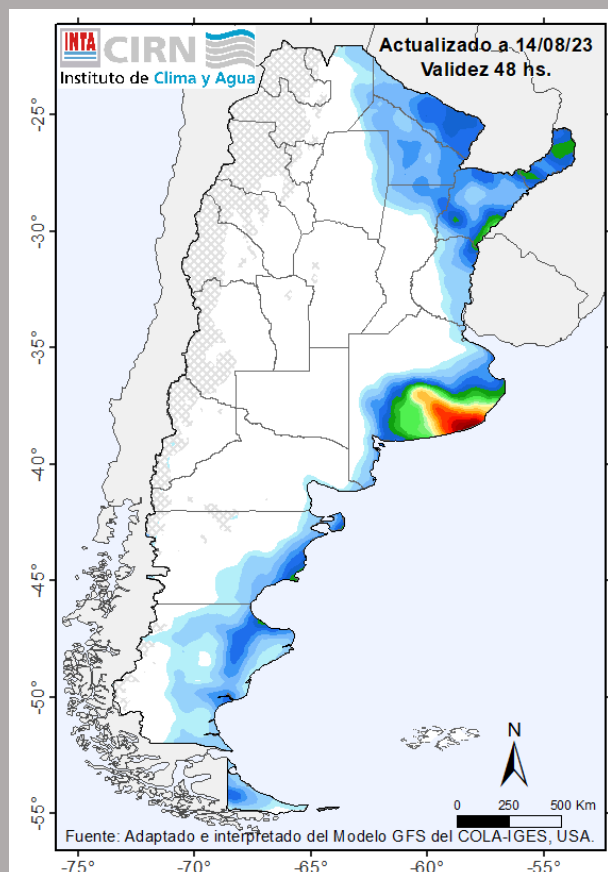 INTA CIRN
Instituto de Clima y Agua
Actualizado a 14/08/23
Validez 48 hs.
-25°
-30°
-35°
-40°
-45°
-50°
-55°
N
0 250 500 Km
Fuente: Adaptado e interpretado del Modelo GFS del COLA-IGES, USA.
-75° -70° -65° -60° -55°